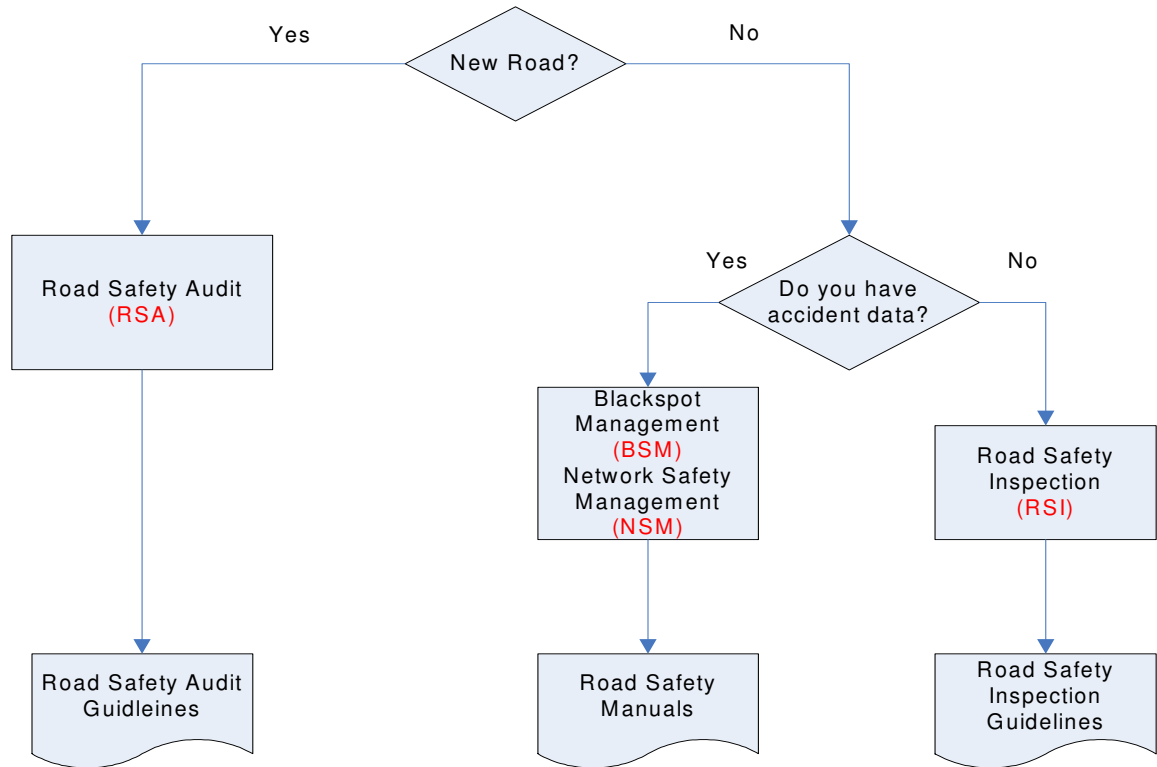 Yes
No
New Road?
Road Safety Audit
(RSA)
Yes
No
Do you have
accident data?
Blackspot
Management
(BSM)
Network Safety
Management
(NSM)
Road Safety
Inspection
(RSI)
Road Safety Audit
Guidleines
Road Safety
Manuals
Road Safety
Inspection
Guidelines